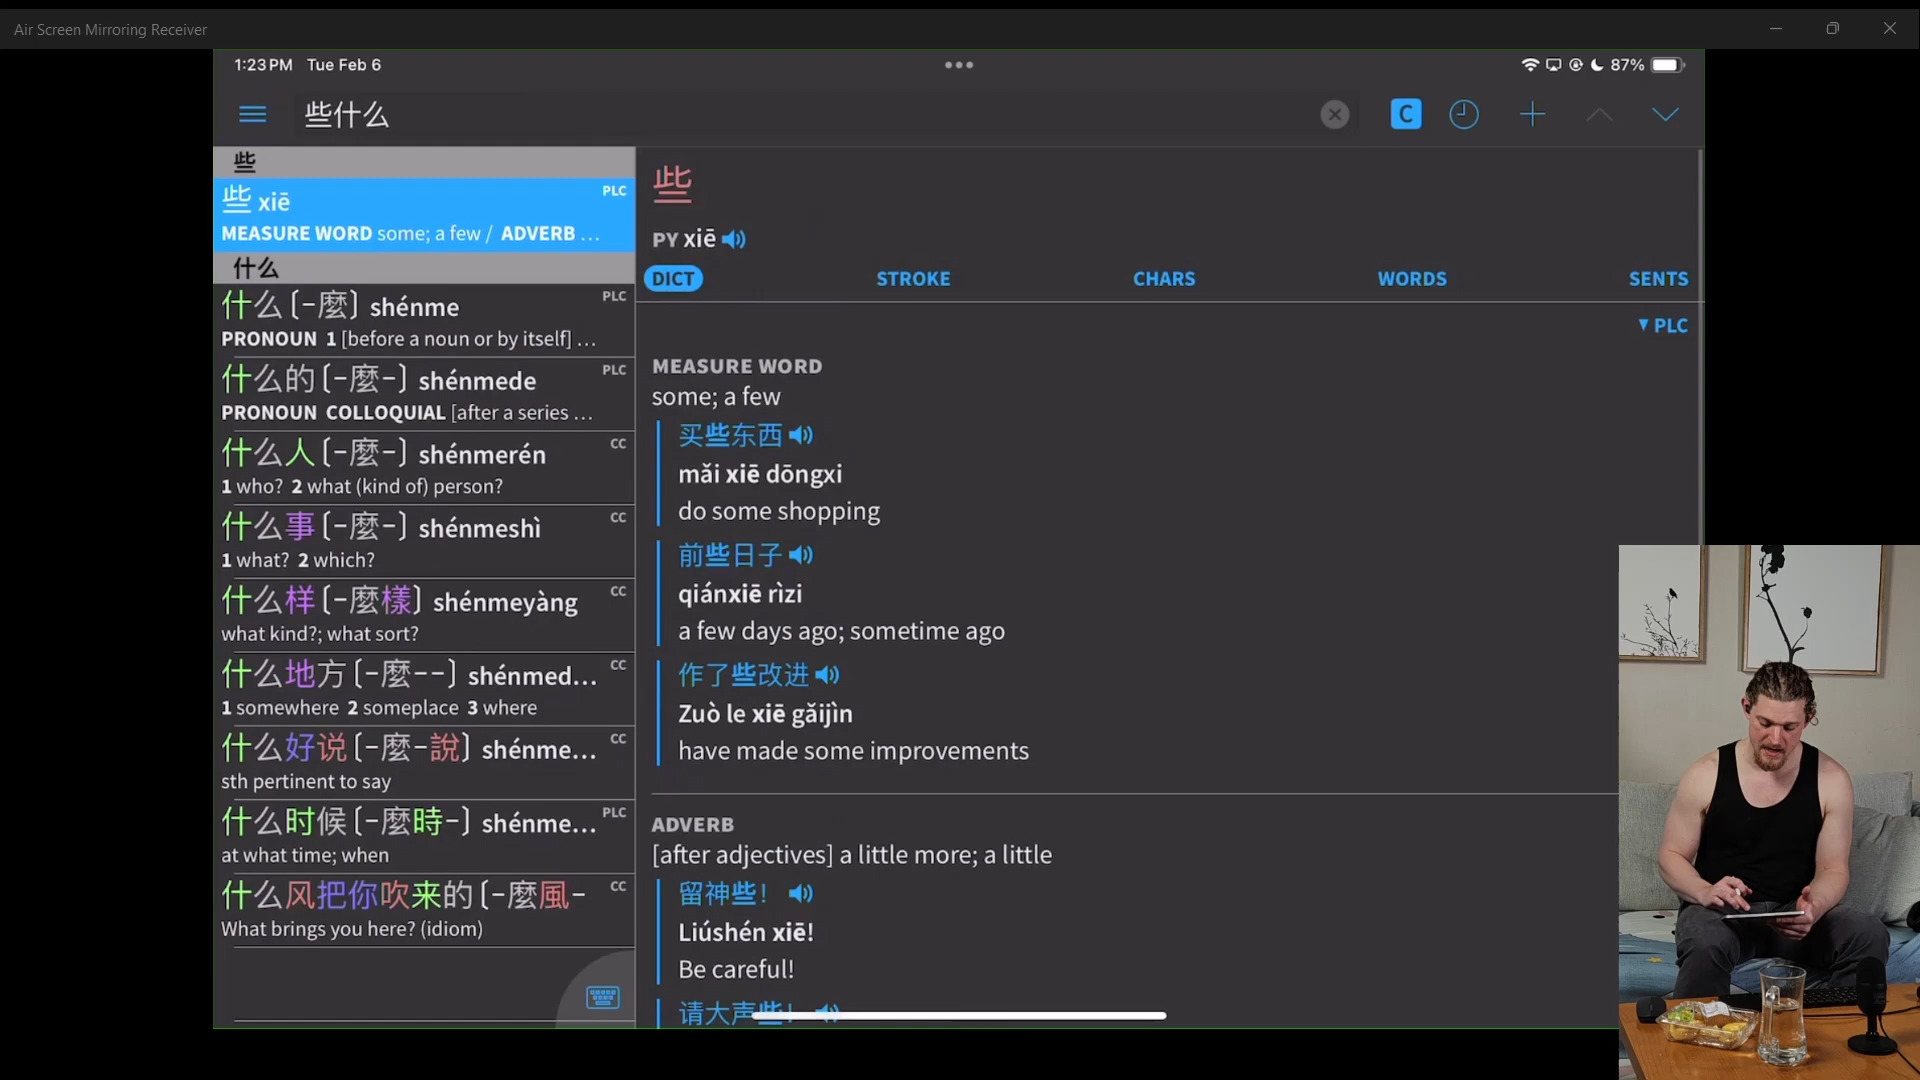 Air Screen Mirroring Receiver
1:23 PM Tue Feb 6
87%
些什么
C
些
些 xiē PLC
MEASURE WORD some; a few / ADVERB ...
什么
什么 [-麼] shénme PLC
PRONOUN 1 [before a noun or by itself] ...
什么的 [-麼-] shénmede PLC
PRONOUN COLLOQUIAL [after a series ...
什么人 [-麼-] shénmerén CC
1 who? 2 what (kind of) person?
什么事 [-麼-] shénmeshì CC
1 what? 2 which?
什么样 [-麼樣] shénmeyàng CC
what kind?; what sort?
什么地方 [-麼--] shénmed... CC
1 somewhere 2 someplace 3 where
什么好说 [-麼-說] shénme... CC
sth pertinent to say
什么时候 [-麼時-] shénme... PLC
at what time; when
什么风把你吹来的 [-麼風- CC
What brings you here? (idiom)
些
PY xiē
DICT STROKE CHARS WORDS SENTS
▼ PLC
MEASURE WORD
some; a few
买些东西
mǎi xiē dōngxi
do some shopping
前些日子
qiánxiē rìzi
a few days ago; sometime ago
作了些改进
Zuò le xiē gǎijìn
have made some improvements
ADVERB
[after adjectives] a little more; a little
留神些！
Liúshén xiē!
Be careful!
请大声些！